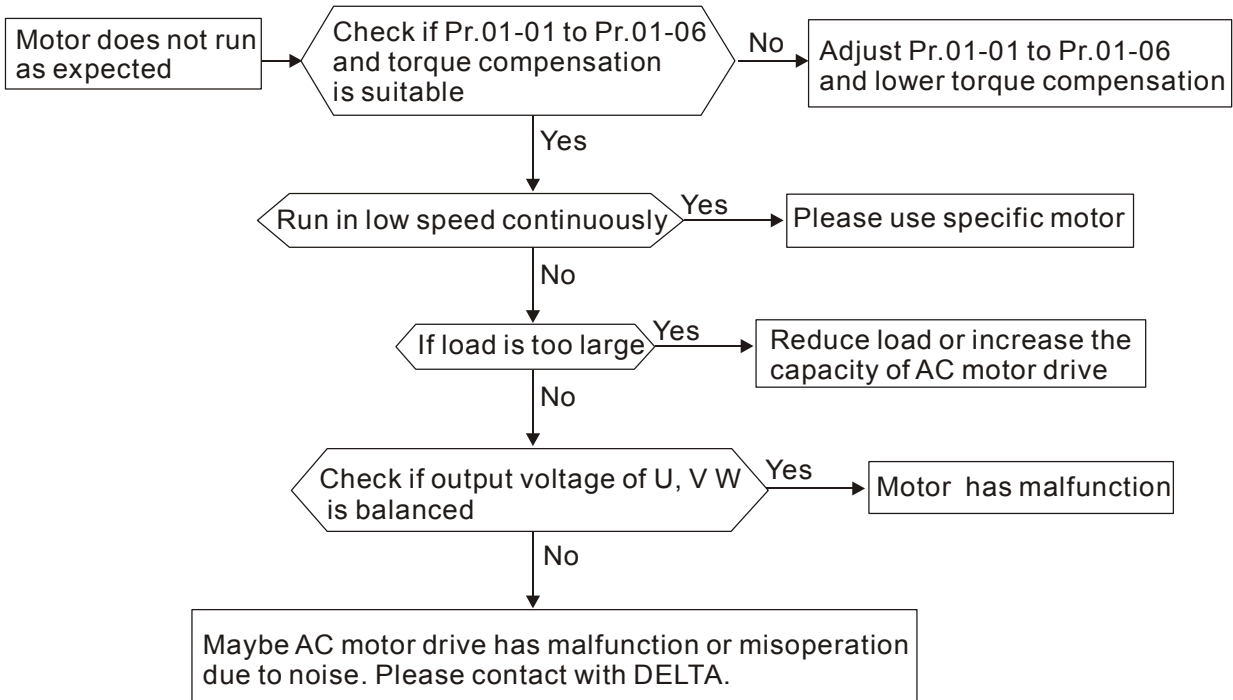 Motor does not run
as expected
Check if Pr.01-01 to Pr.01-06
and torque compensation
is suitable
No
Adjust Pr.01-01 to Pr.01-06
and lower torque compensation
Yes
Run in low speed continuously
Yes
Please use specific motor
No
If load is too large
Yes
Reduce load or increase the
capacity of AC motor drive
No
Check if output voltage of U, V W
is balanced
Yes
Motor has malfunction
No
Maybe AC motor drive has malfunction or misoperation
due to noise. Please contact with DELTA.